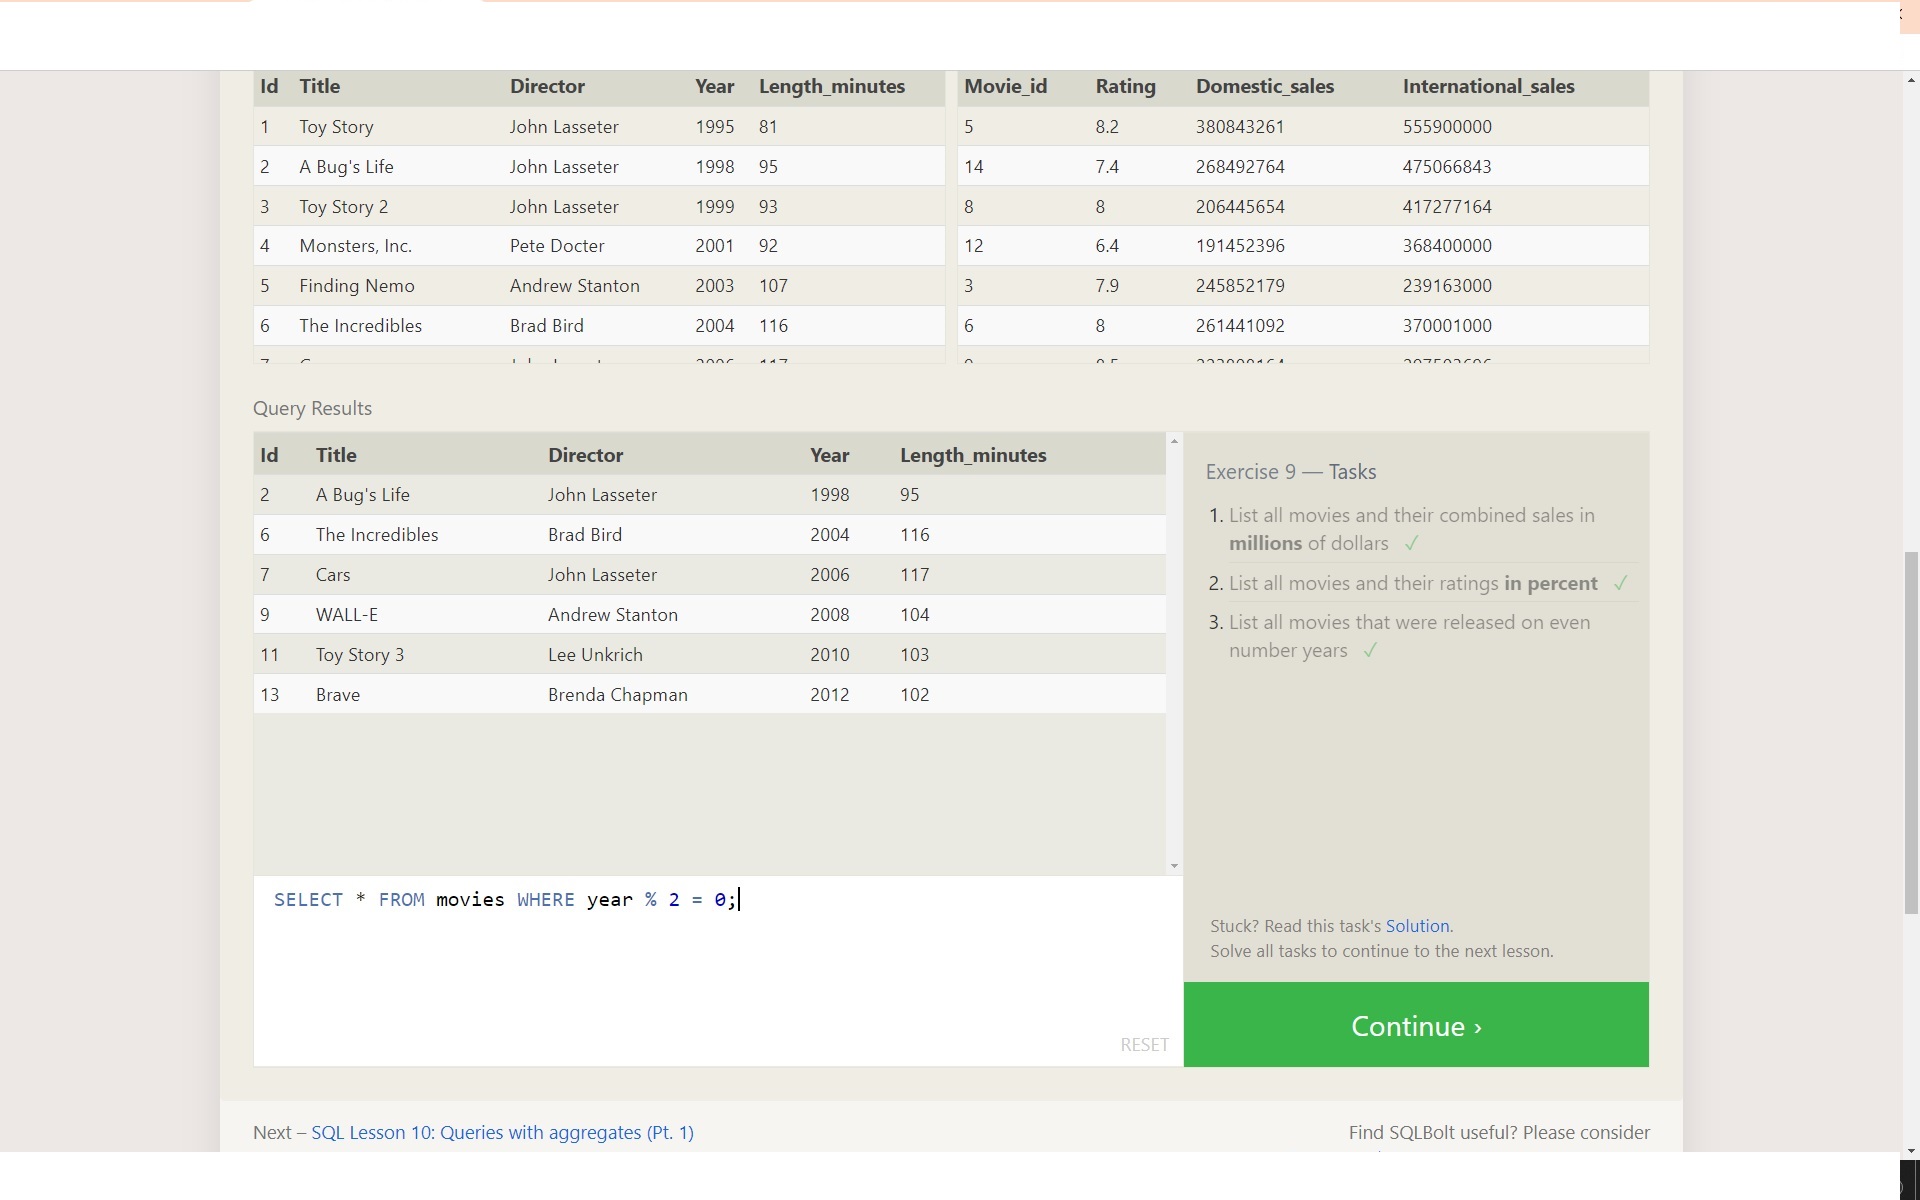 Id Title Director Year Length_minutes
1 Toy Story John Lasseter 1995 81
2 A Bug's Life John Lasseter 1998 95
3 Toy Story 2 John Lasseter 1999 93
4 Monsters, Inc. Pete Docter 2001 92
5 Finding Nemo Andrew Stanton 2003 107
6 The Incredibles Brad Bird 2004 116
Movie_id Rating Domestic_sales International_sales
5 8.2 380843261 555900000
14 7.4 268492764 475066843
8 8 206445654 417277164
12 6.4 191452396 368400000
3 7.9 245852179 239163000
6 8 261441092 370001000
Query Results
Id Title Director Year Length_minutes
2 A Bug's Life John Lasseter 1998 95
6 The Incredibles Brad Bird 2004 116
7 Cars John Lasseter 2006 117
9 WALL-E Andrew Stanton 2008 104
11 Toy Story 3 Lee Unkrich 2010 103
13 Brave Brenda Chapman 2012 102
Exercise 9 — Tasks
1. List all movies and their combined sales in
millions of dollars ✓
2. List all movies and their ratings in percent ✓
3. List all movies that were released on even
number years ✓
SELECT * FROM movies WHERE year % 2 = 0;
RESET
Stuck? Read this task's Solution.
Solve all tasks to continue to the next lesson.
Continue ›
Next – SQL Lesson 10: Queries with aggregates (Pt. 1)
Find SQLBolt useful? Please consider